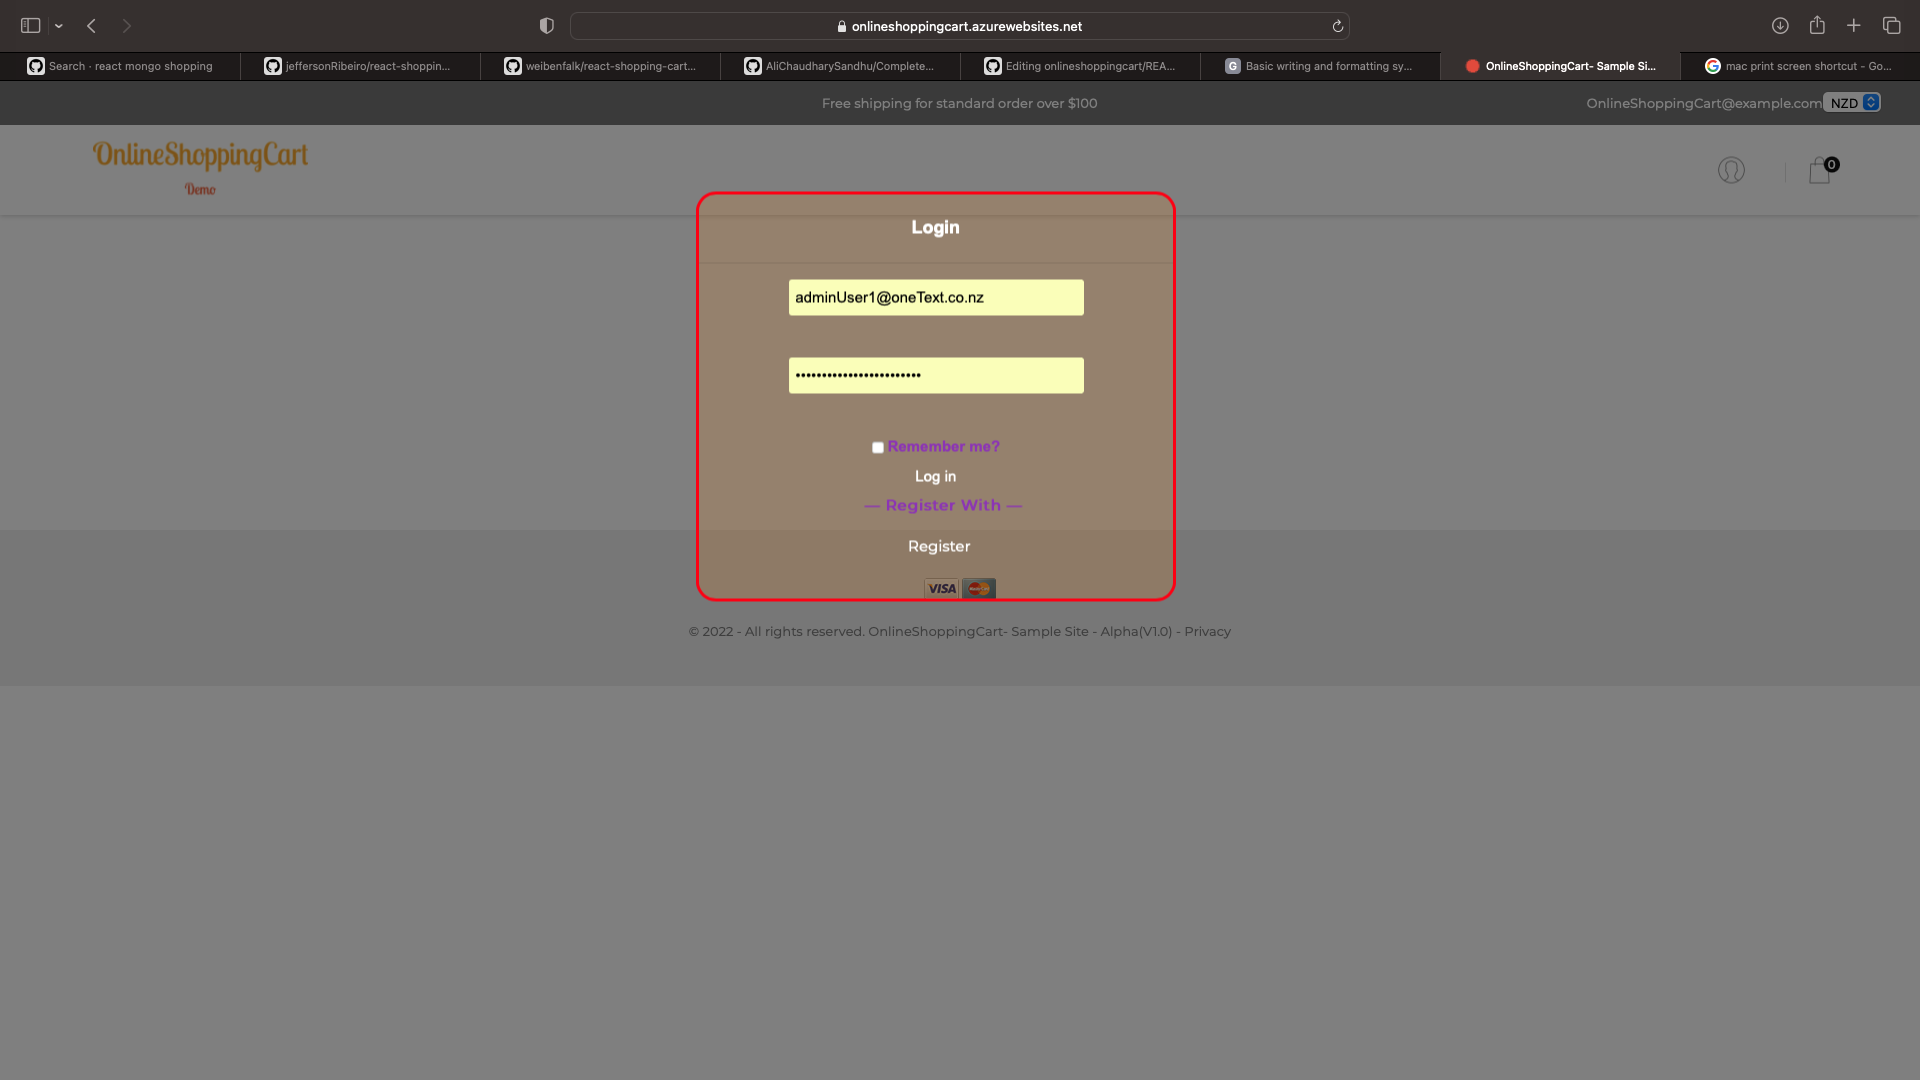 onlineshoppingcart.azurewebsites.net
Search · react mongo shopping
jeffersonRibeiro/react-shoppin...
weibenfalk/react-shopping-cart...
AliChaudharySandhu/Complete...
Editing onlineshoppingcart/REA...
G Basic writing and formatting sy...
OnlineShoppingCart- Sample Si...
mac print screen shortcut - Go...
Free shipping for standard order over $100
OnlineShoppingCart@example.com NZD
OnlineShoppingCart
Demo
0
Login
adminUser1@oneText.co.nz
••••••••••••••••••••••••
Remember me?
Log in
— Register With —
Register
VISA MasterCard
© 2022 - All rights reserved. OnlineShoppingCart- Sample Site - Alpha(V1.0) - Privacy